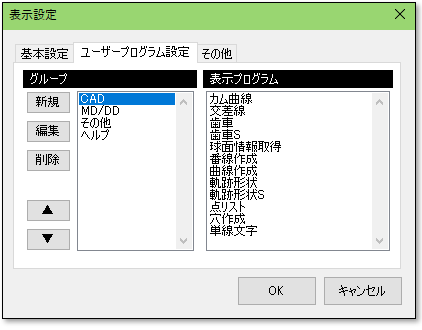 表示設定
基本設定 ユーザープログラム設定 その他
グループ 表示プログラム
新規
編集
削除
▲
▼
CAD
MD/DD
その他
ヘルプ
カム曲線
交差線
歯車
歯車S
球面情報取得
番線作成
曲線作成
軌跡形状
軌跡形状S
点リスト
穴作成
単線文字
OK キャンセル